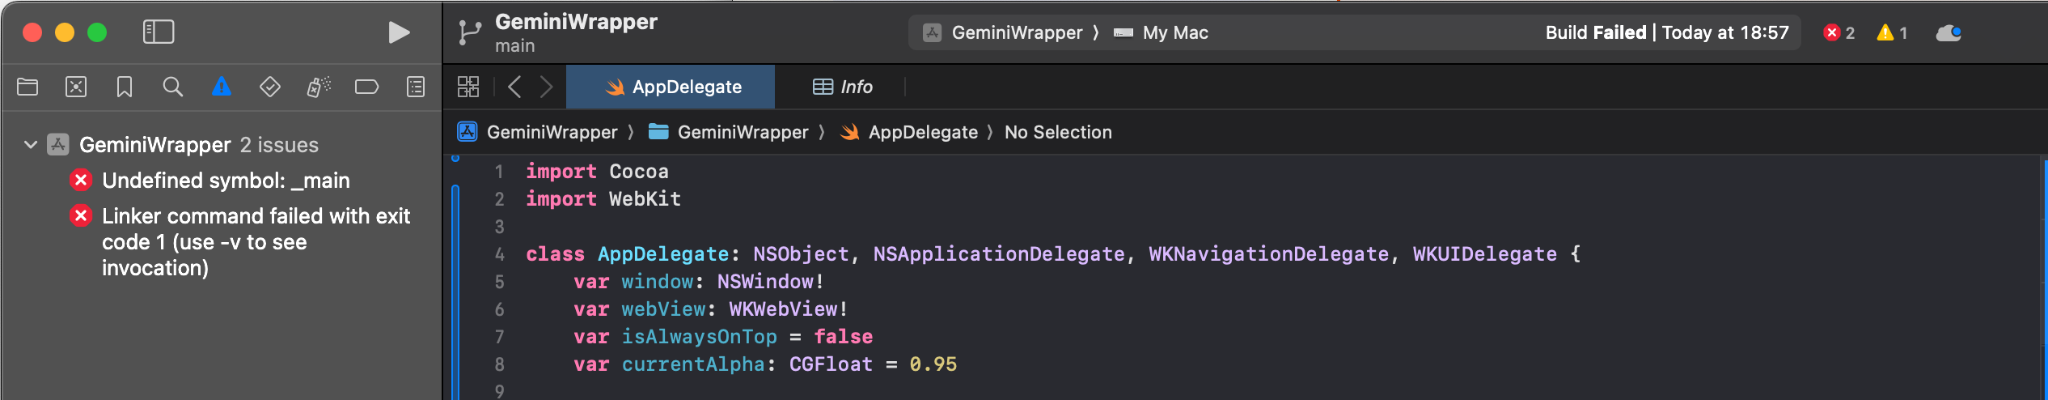 GeminiWrapper
main
GeminiWrapper 〉 My Mac
Build Failed | Today at 18:57
2
1
AppDelegate
Info
GeminiWrapper 〉 GeminiWrapper 〉 AppDelegate 〉 No Selection
GeminiWrapper 2 issues
Undefined symbol: _main
Linker command failed with exit
code 1 (use -v to see
invocation)
1 import Cocoa
2 import WebKit
3
4 class AppDelegate: NSObject, NSApplicationDelegate, WKNavigationDelegate, WKUIDelegate {
5     var window: NSWindow!
6     var webView: WKWebView!
7     var isAlwaysOnTop = false
8     var currentAlpha: CGFloat = 0.95
9